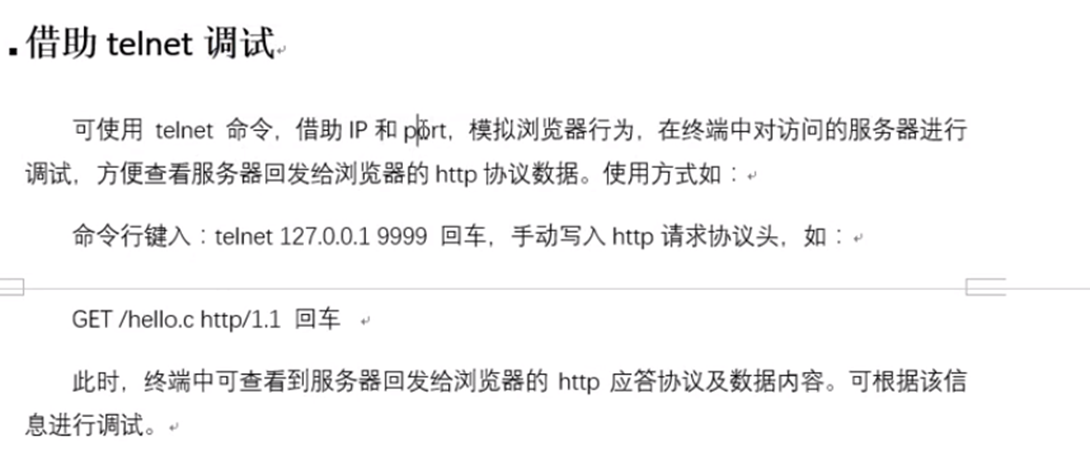 借助 telnet 调试
可使用 telnet 命令，借助 IP 和 port，模拟浏览器行为，在终端中对访问的服务器进行
调试，方便查看服务器回发给浏览器的 http 协议数据。使用方式如：
命令行键入：telnet 127.0.0.1 9999 回车，手动写入 http 请求协议头，如：
GET /hello.c http/1.1 回车
此时，终端中可查看到服务器回发给浏览器的 http 应答协议及数据内容。可根据该信
息进行调试。